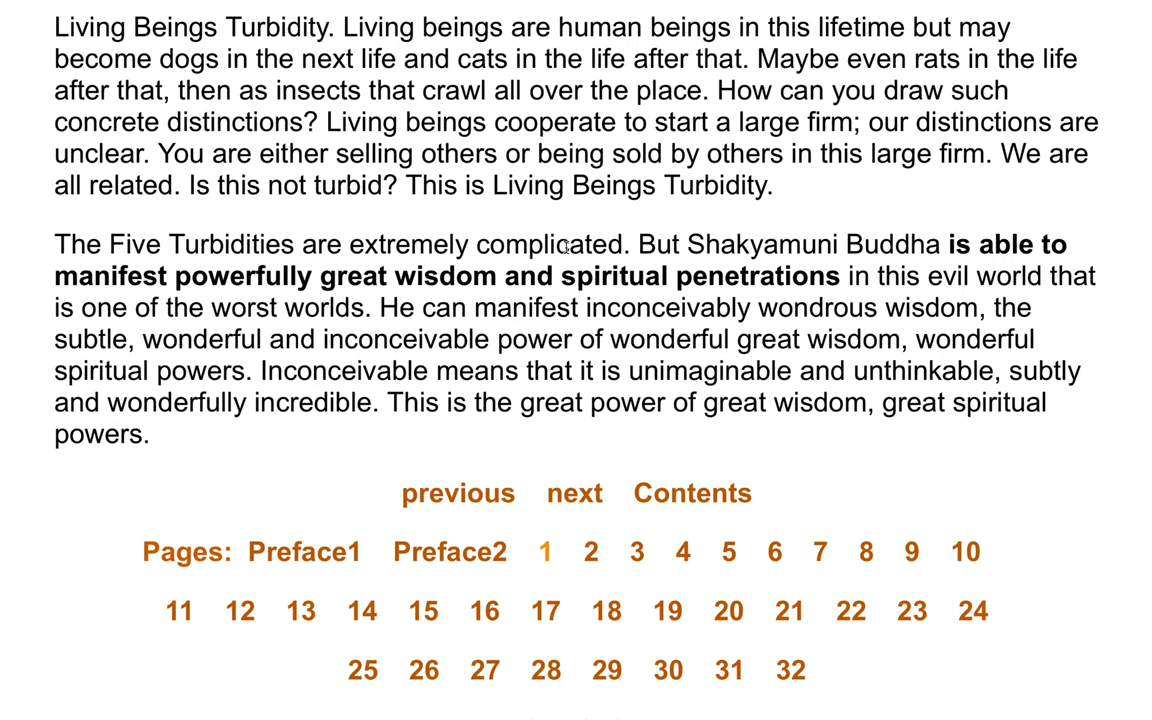 Living Beings Turbidity. Living beings are human beings in this lifetime but may
become dogs in the next life and cats in the life after that. Maybe even rats in the life
after that, then as insects that crawl all over the place. How can you draw such
concrete distinctions? Living beings cooperate to start a large firm; our distinctions are
unclear. You are either selling others or being sold by others in this large firm. We are
all related. Is this not turbid? This is Living Beings Turbidity.
The Five Turbidities are extremely complicated. But Shakyamuni Buddha is able to
manifest powerfully great wisdom and spiritual penetrations in this evil world that
is one of the worst worlds. He can manifest inconceivably wondrous wisdom, the
subtle, wonderful and inconceivable power of wonderful great wisdom, wonderful
spiritual powers. Inconceivable means that it is unimaginable and unthinkable, subtly
and wonderfully incredible. This is the great power of great wisdom, great spiritual
powers.
previous next Contents
Pages: Preface1 Preface2 1 2 3 4 5 6 7 8 9 10
11 12 13 14 15 16 17 18 19 20 21 22 23 24
25 26 27 28 29 30 31 32